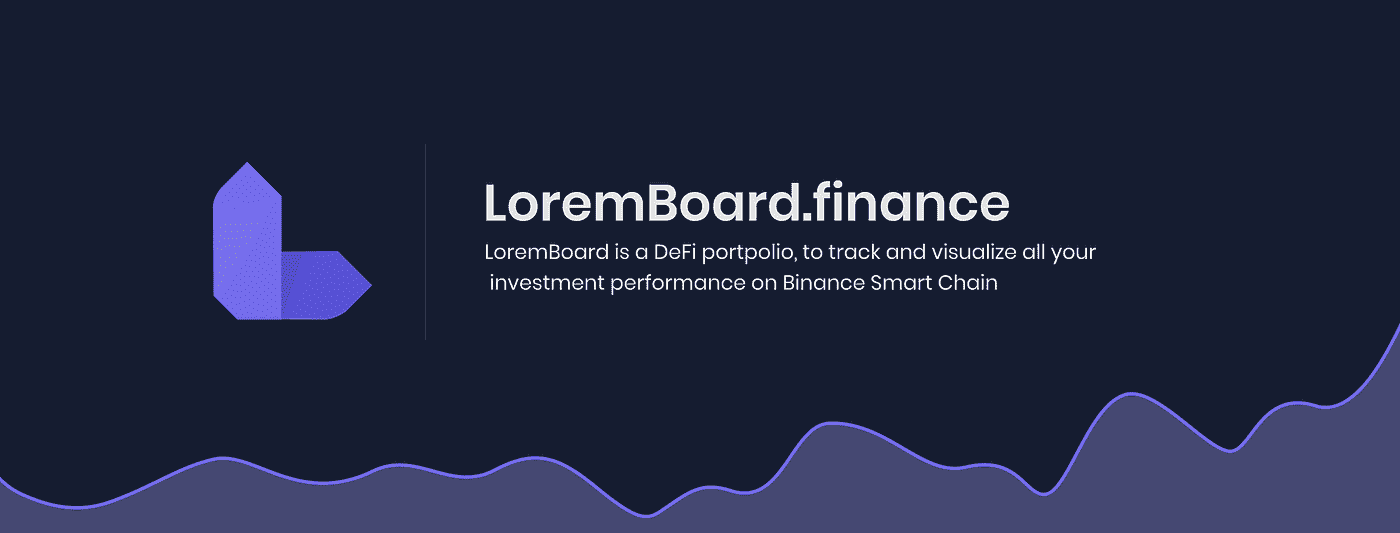 LoremBoard.finance
LoremBoard is a DeFi portpolio, to track and visualize all your
investment performance on Binance Smart Chain